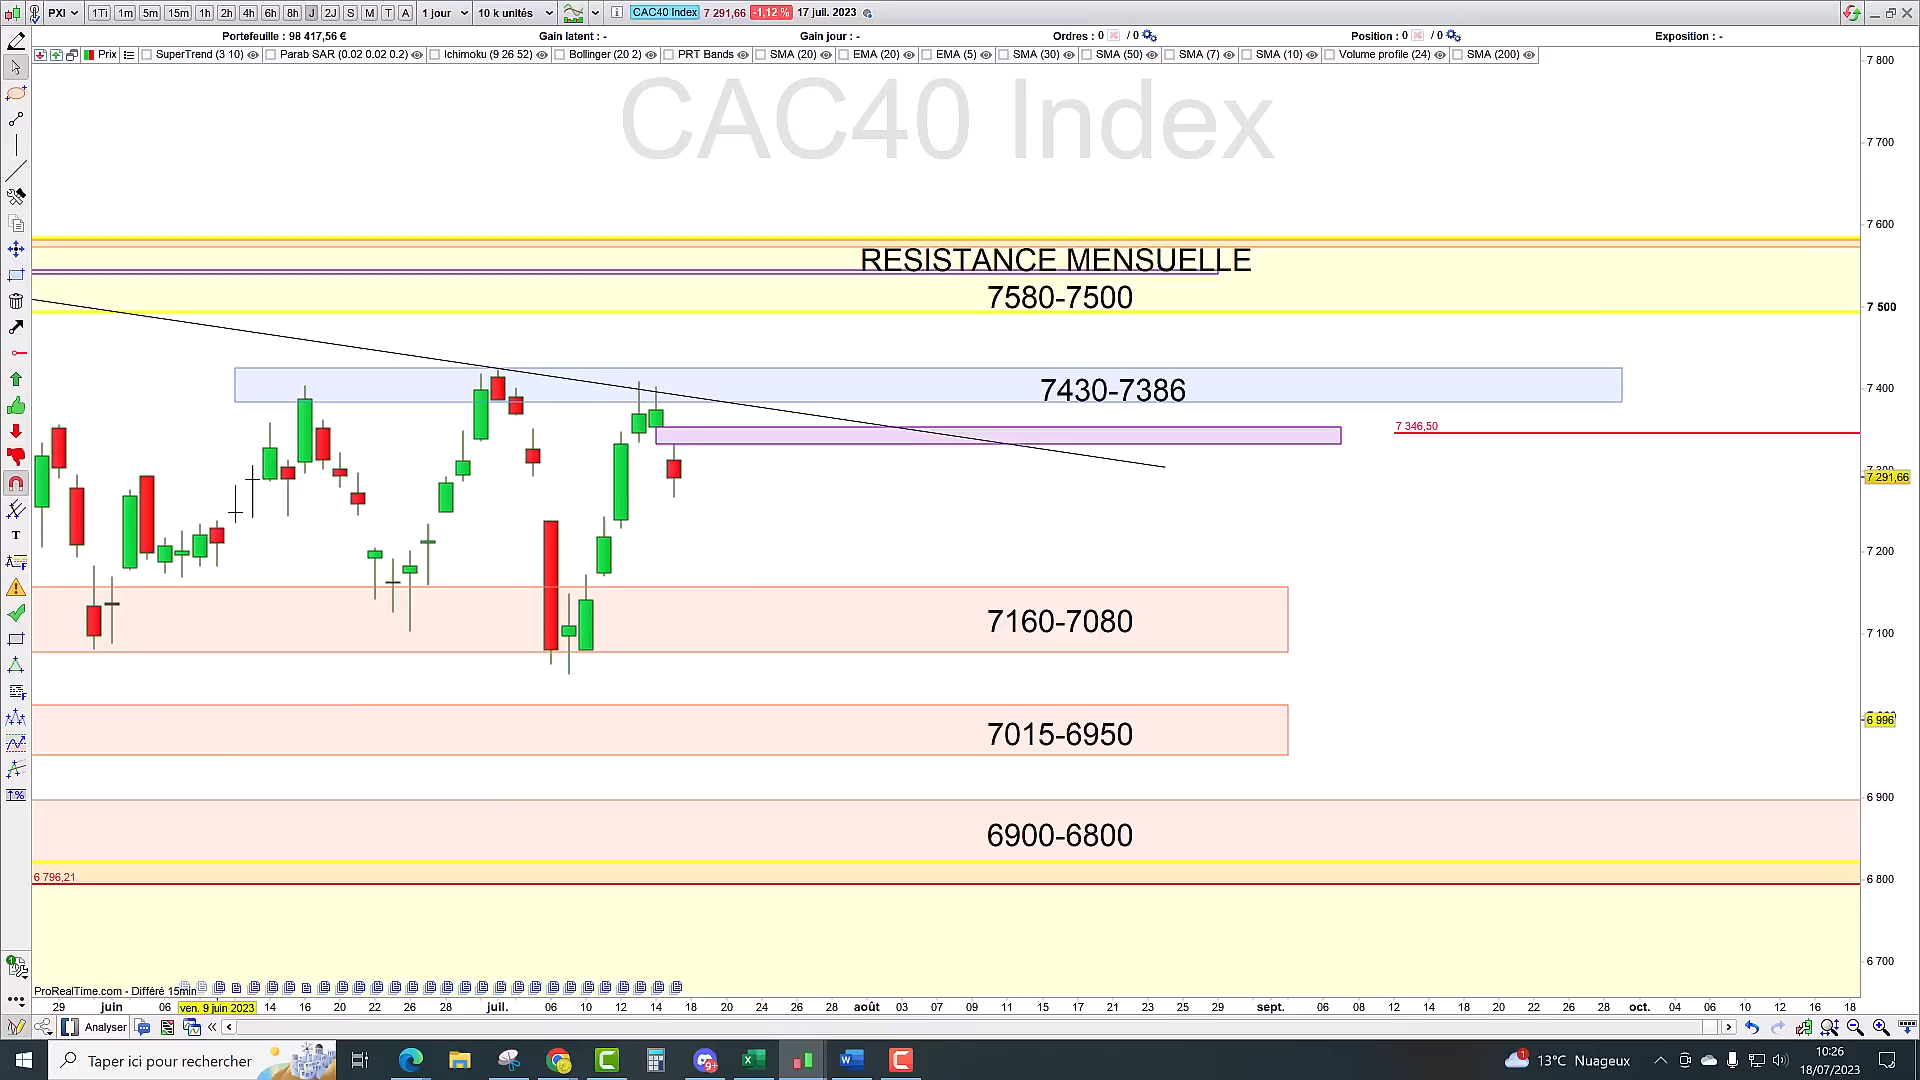 PXI 1Ti 1m 5m 15m 1h 2h 4h 6h 8h J 2J S M T A 1 jour 10 k unités CAC40 Index 7 291,66 -1,12 % 17 juil. 2023
Portefeuille : 98 417,56 € Gain latent : - Gain jour : - Ordres : 0 / 0 Position : 0 / 0 Exposition : -
Prix SuperTrend (3 10) Parab SAR (0.02 0.02 0.2) Ichimoku (9 26 52) Bollinger (20 2) PRT Bands SMA (20) EMA (20) EMA (5) SMA (30) SMA (50) SMA (7) SMA (10) Volume profile (24) SMA (200)
CAC40 Index
7 800
7 700
7 600
RESISTANCE MENSUELLE
7580-7500
7 500
7430-7386
7 400
7 346,50
7 291,66
7 200
7160-7080
7 100
7015-6950
6 996
6 900
6900-6800
6 796,21
6 800
6 700
ProRealTime.com - Différé 15min
29 juin 06 ven. 9 juin 2023 14 16 20 22 26 28 juil. 06 10 12 14 18 20 24 26 28 août 03 07 09 11 15 17 21 23 25 29 sept. 06 08 12 14 18 20 22 26 28 oct. 04 06 10 12 16 18
Analyser
Taper ici pour rechercher
9+
1
13°C Nuageux
10:26
18/07/2023